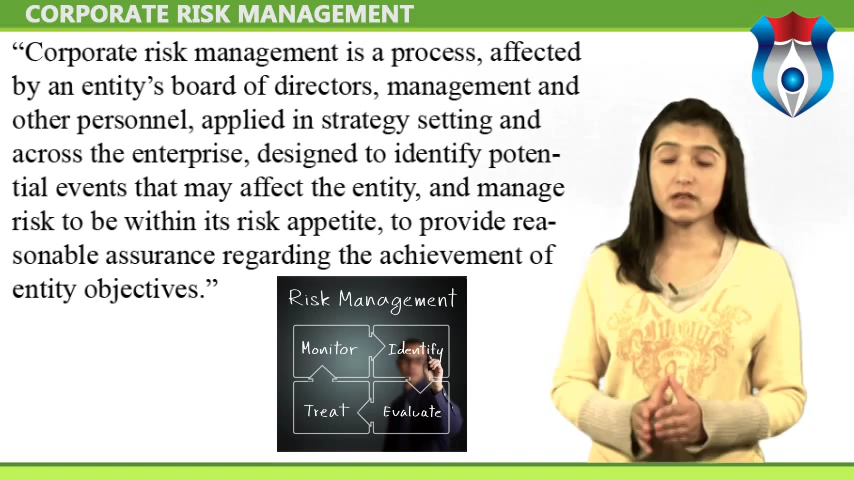 CORPORATE RISK MANAGEMENT
“Corporate risk management is a process, affected
by an entity’s board of directors, management and
other personnel, applied in strategy setting and
across the enterprise, designed to identify poten-
tial events that may affect the entity, and manage
risk to be within its risk appetite, to provide rea-
sonable assurance regarding the achievement of
entity objectives.”
Risk Management
Monitor
Identify
Treat
Evaluate